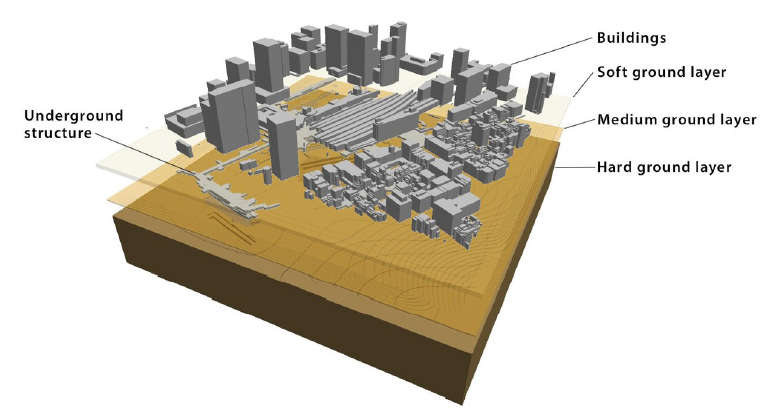 Buildings
Soft ground layer
Underground
structure
Medium ground layer
Hard ground layer